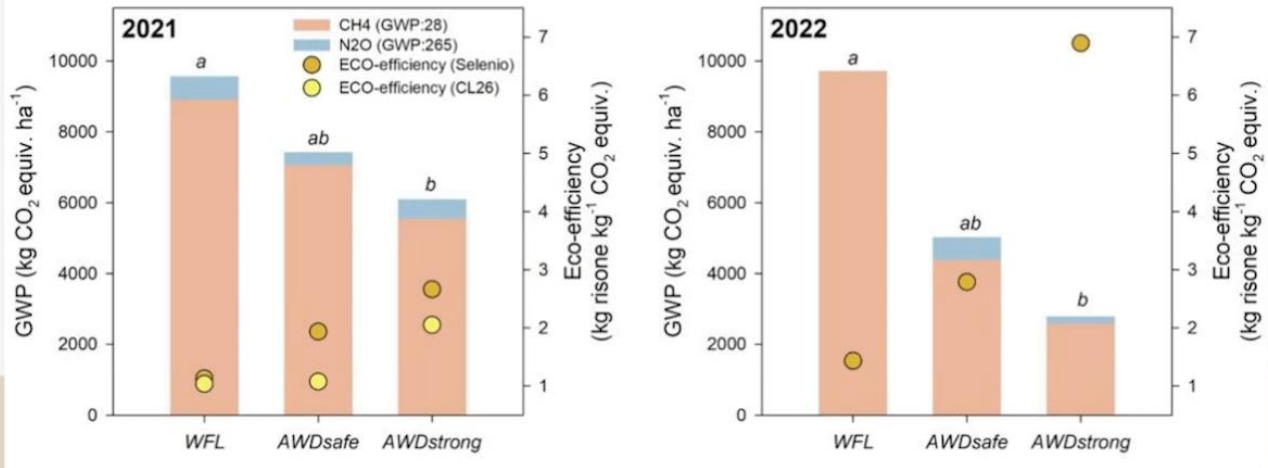 2021
CH4 (GWP:28)
N2O (GWP:265)
ECO-efficiency (Selenio)
ECO-efficiency (CL26)
GWP (kg CO2 equiv. ha-1)
10000
8000
6000
4000
2000
0
a
ab
b
WFL
AWDsafe
AWDstrong
7
6
5
4
3
2
1
Eco-efficiency
(kg risone kg-1 CO2 equiv.)
2022
GWP (kg CO2 equiv. ha-1)
10000
8000
6000
4000
2000
0
a
ab
b
WFL
AWDsafe
AWDstrong
7
6
5
4
3
2
1
Eco-efficiency
(kg risone kg-1 CO2 equiv.)